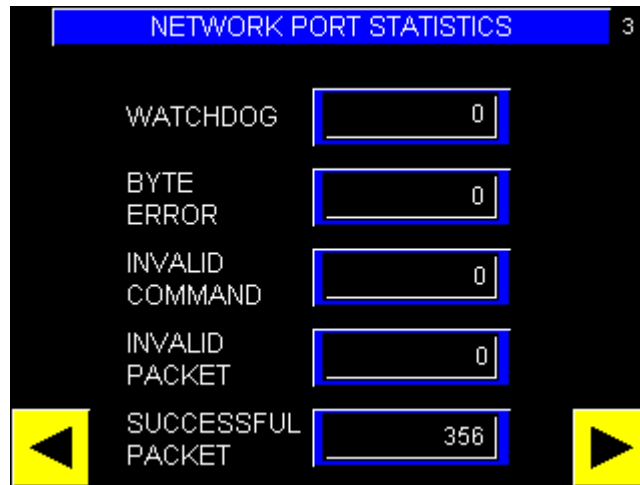 NETWORK PORT STATISTICS 3
WATCHDOG 0
BYTE
ERROR 0
INVALID
COMMAND 0
INVALID
PACKET 0
SUCCESSFUL
PACKET 356